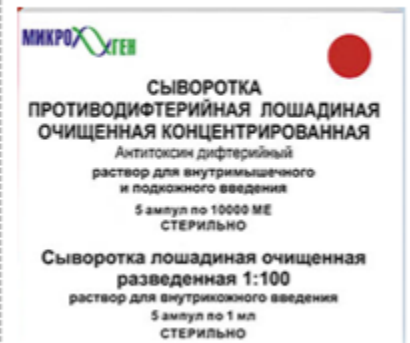 МИКРОГЕН
СЫВОРОТКА
ПРОТИВОДИФТЕРИЙНАЯ ЛОШАДИНАЯ
ОЧИЩЕННАЯ КОНЦЕНТРИРОВАННАЯ
Антитоксин дифтерийный
раствор для внутримышечного
и подкожного введения
5 ампул по 10000 МЕ
СТЕРИЛЬНО
Сыворотка лошадиная очищенная
разведенная 1:100
раствор для внутрикожного введения
5 ампул по 1 мл
СТЕРИЛЬНО